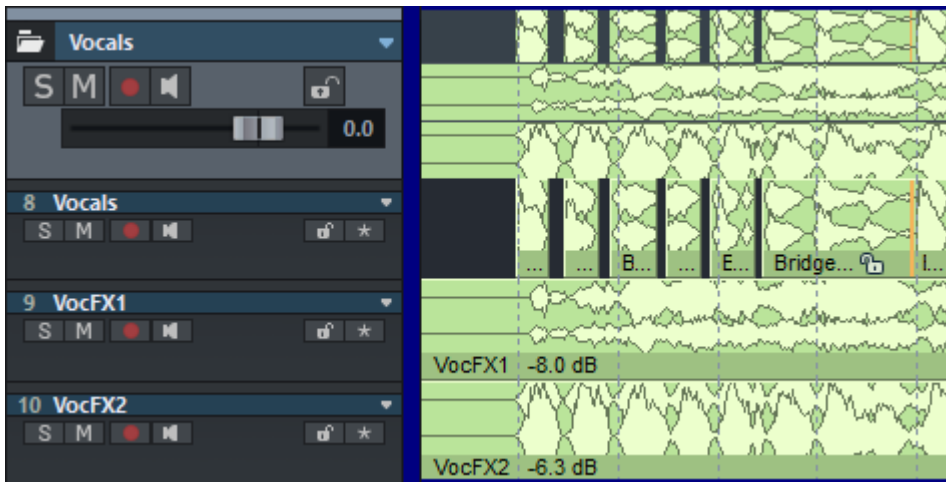 Vocals
S M
0.0
8 Vocals
S M *
... ... B... ... E... Bridge... I...
9 VocFX1
S M *
VocFX1 -8.0 dB
10 VocFX2
S M *
VocFX2 -6.3 dB